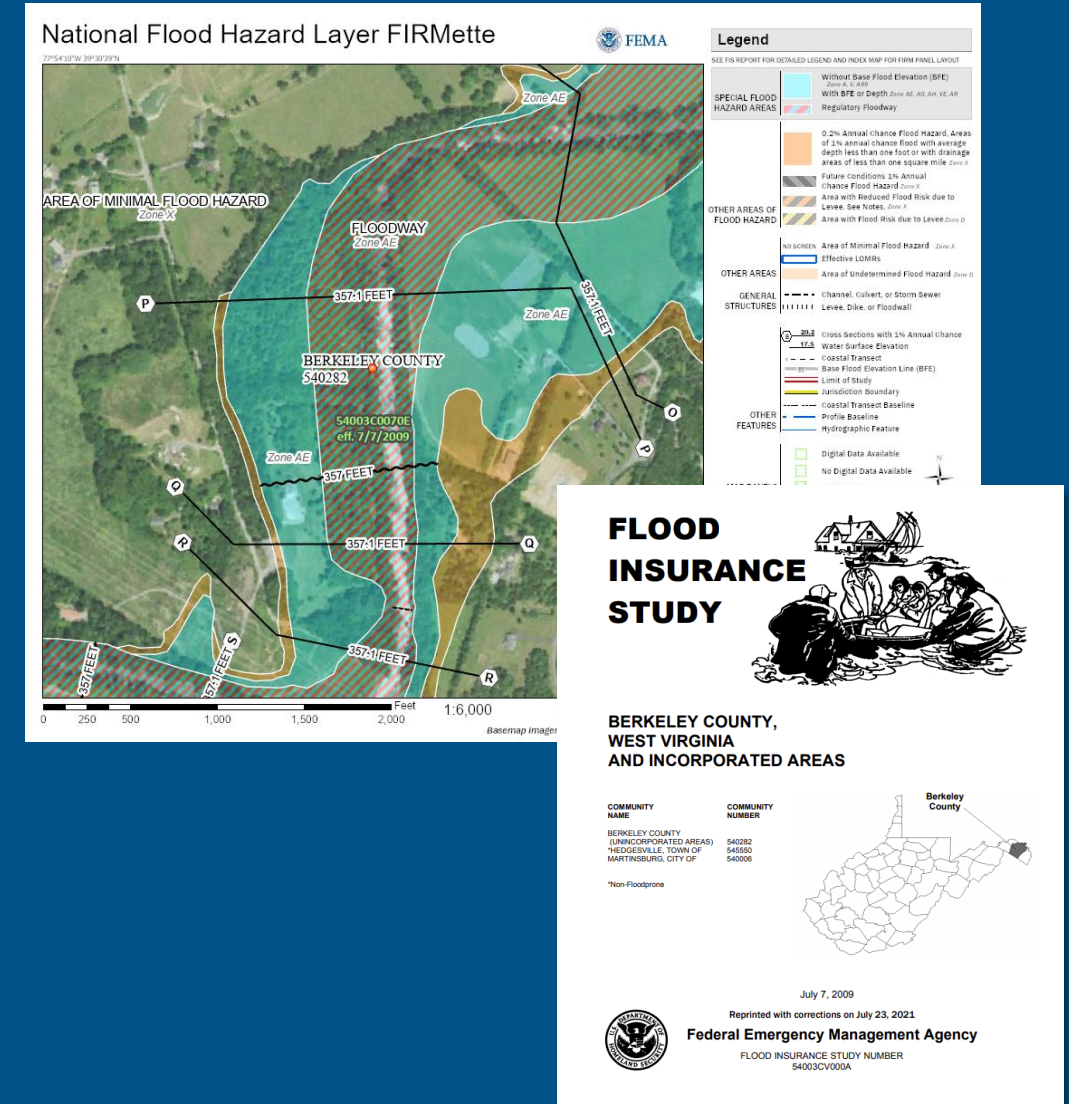 National Flood Hazard Layer FIRMette
FEMA
77°54'10"W 39°30'39"N
Zone AE
AREA OF MINIMAL FLOOD HAZARD
Zone X
FLOODWAY
Zone AE
P
357.1 FEET
357.1 FEET
Zone AE
BERKELEY COUNTY
540282
54003C0070E
eff. 7/7/2009
O
P
Zone AE
357 FEET
Q
R
357.1 FEET
Q
357.1 FEET
R
S
357 FEET
357.1 FEET
0 250 500 1,000 1,500 2,000
Feet
1:6,000
Legend
SEE FIS REPORT FOR DETAILED LEGEND AND INDEX MAP FOR FIRM PANEL LAYOUT
SPECIAL FLOOD
HAZARD AREAS
Without Base Flood Elevation (BFE)
Zone A, V, A99
With BFE or Depth Zone AE, AO, AH, VE, AR
Regulatory Floodway
OTHER AREAS OF
FLOOD HAZARD
0.2% Annual Chance Flood Hazard, Areas
of 1% annual chance flood with average
depth less than one foot or with drainage
areas of less than one square mile Zone X
Future Conditions 1% Annual
Chance Flood Hazard Zone X
Area with Reduced Flood Risk due to
Levee. See Notes. Zone X
Area with Flood Risk due to Levee Zone D
OTHER AREAS
NO SCREEN Area of Minimal Flood Hazard Zone X
Effective LOMRs
Area of Undetermined Flood Hazard Zone D
GENERAL
STRUCTURES
Channel, Culvert, or Storm Sewer
Levee, Dike, or Floodwall
OTHER
FEATURES
20.2 Cross Sections with 1% Annual Chance
17.5 Water Surface Elevation
Coastal Transect
Base Flood Elevation Line (BFE)
Limit of Study
Jurisdiction Boundary
Coastal Transect Baseline
Profile Baseline
Hydrographic Feature
Digital Data Available
No Digital Data Available
N
FLOOD
INSURANCE
STUDY
BERKELEY COUNTY,
WEST VIRGINIA
AND INCORPORATED AREAS
COMMUNITY NAME COMMUNITY NUMBER
BERKELEY COUNTY
(UNINCORPORATED AREAS) 540282
*HEDGESVILLE, TOWN OF 545550
MARTINSBURG, CITY OF 540006
*Non-Floodprone
Berkeley
County
July 7, 2009
Reprinted with corrections on July 23, 2021
Federal Emergency Management Agency
FLOOD INSURANCE STUDY NUMBER
54003CV000A